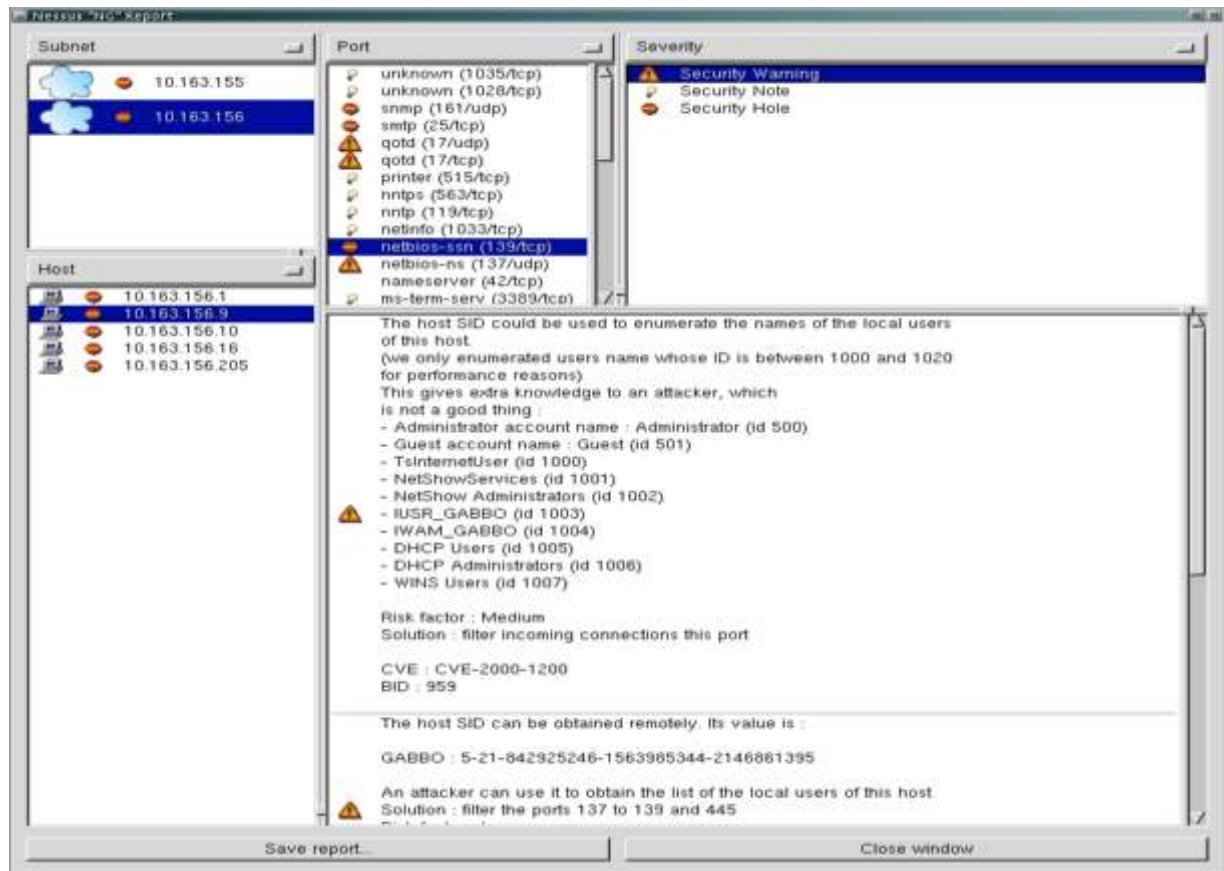 Nessus "NG" Report
Subnet
10.163.155
10.163.156
Port
unknown (1035/tcp)
unknown (1028/tcp)
snmp (161/udp)
smtp (25/tcp)
qotd (17/udp)
qotd (17/tcp)
printer (515/tcp)
nntps (563/tcp)
nntp (119/tcp)
netinfo (1033/tcp)
netbios-ssn (139/tcp)
netbios-ns (137/udp)
nameserver (42/tcp)
ms-term-serv (3389/tcp)
Severity
Security Warning
Security Note
Security Hole
Host
10.163.156.1
10.163.156.9
10.163.156.10
10.163.156.16
10.163.156.205
The host SID could be used to enumerate the names of the local users
of this host.
(we only enumerated users name whose ID is between 1000 and 1020
for performance reasons)
This gives extra knowledge to an attacker, which
is not a good thing :
- Administrator account name : Administrator (id 500)
- Guest account name : Guest (id 501)
- TsInternetUser (id 1000)
- NetShowServices (id 1001)
- NetShow Administrators (id 1002)
- IUSR_GABBO (id 1003)
- IWAM_GABBO (id 1004)
- DHCP Users (id 1005)
- DHCP Administrators (id 1006)
- WINS Users (id 1007)
Risk factor : Medium
Solution : filter incoming connections this port
CVE : CVE-2000-1200
BID : 959
The host SID can be obtained remotely. Its value is :
GABBO : 5-21-842925246-1563985344-2146861395
An attacker can use it to obtain the list of the local users of this host
Solution : filter the ports 137 to 139 and 445
Save report...
Close window